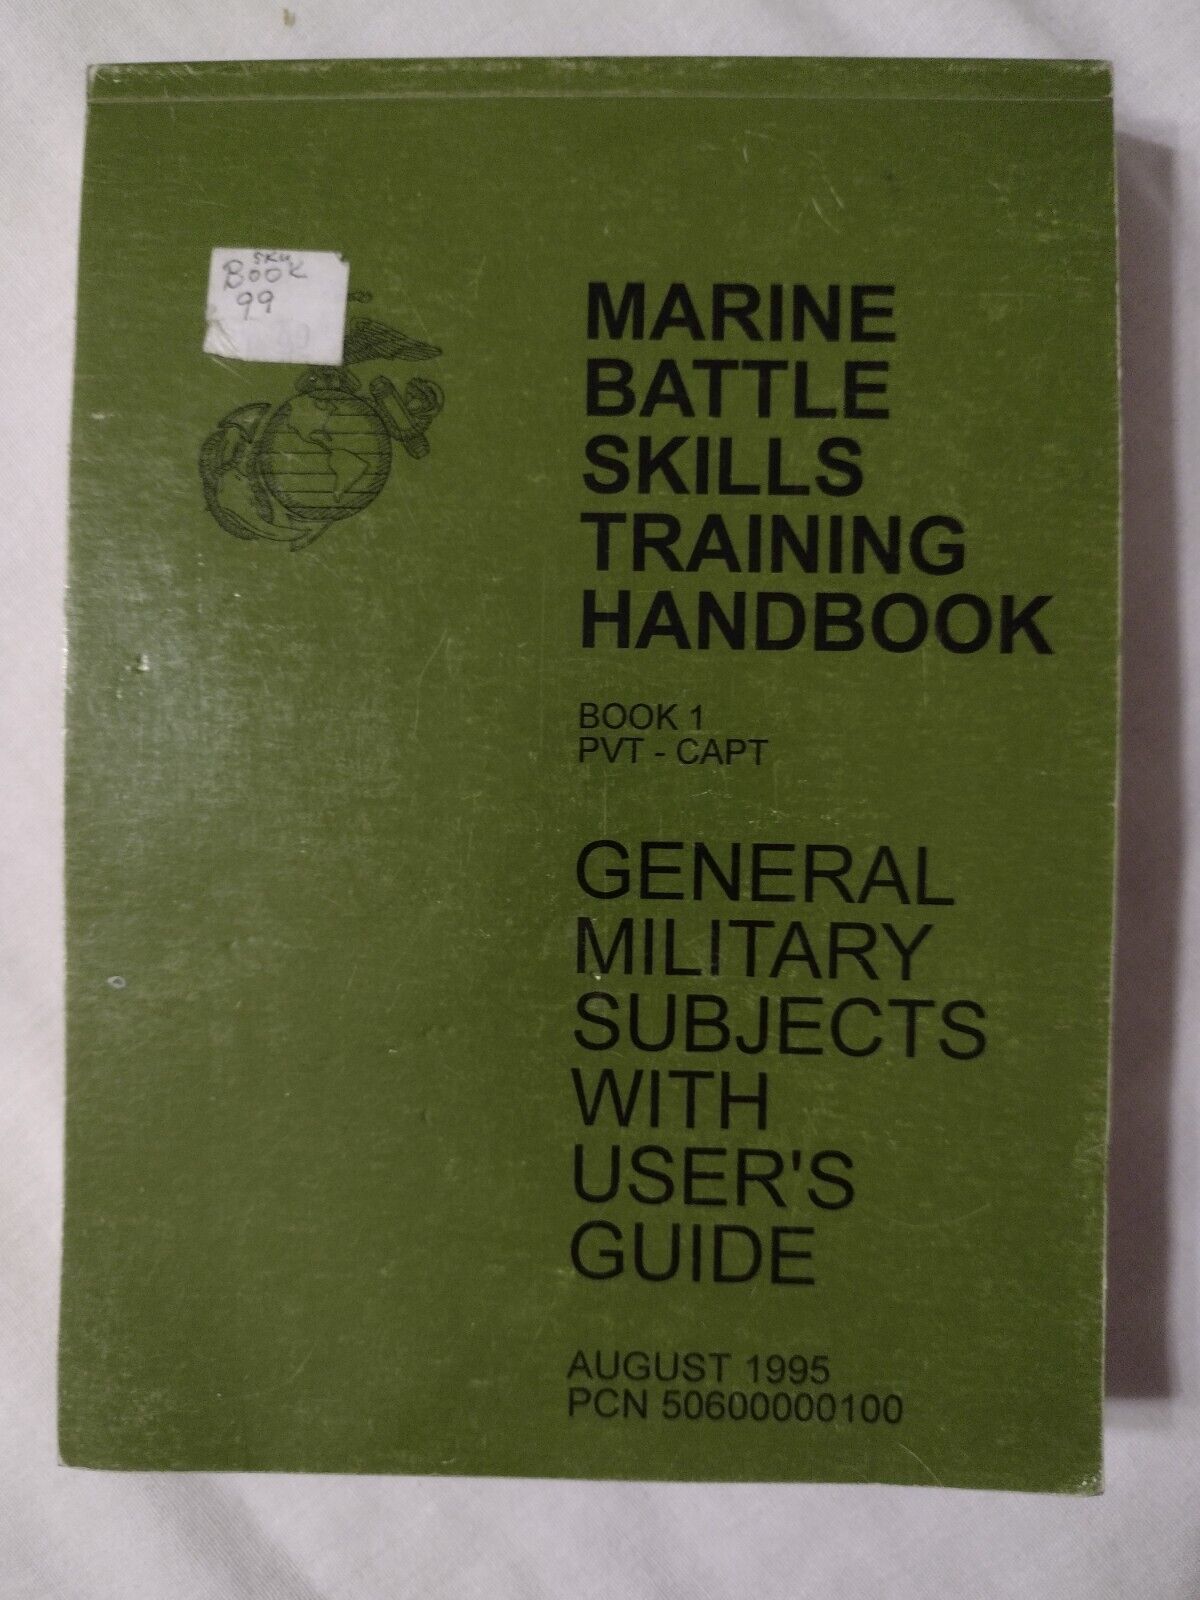 SKU
BOOK
99
MARINE
BATTLE
SKILLS
TRAINING
HANDBOOK
BOOK 1
PVT - CAPT
GENERAL
MILITARY
SUBJECTS
WITH
USER'S
GUIDE
AUGUST 1995
PCN 50600000100